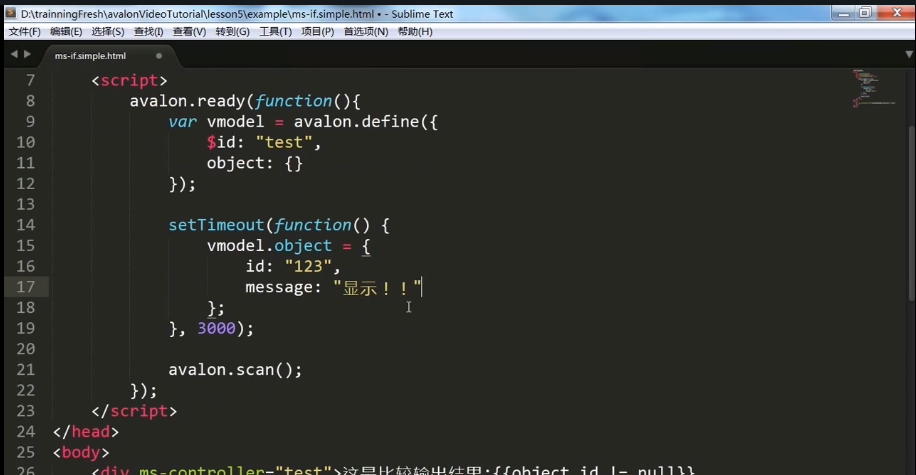 D:\trainningFresh\avalonVideoTutorial\lesson5\example\ms-if.simple.html • - Sublime Text
文件(F) 编辑(E) 选择(S) 查找(I) 查看(V) 转到(G) 工具(T) 项目(P) 首选项(N) 帮助(H)
ms-if.simple.html
7 <script>
8 avalon.ready(function(){
9 var vmodel = avalon.define({
10 $id: "test",
11 object: {}
12 });
13
14 setTimeout(function() {
15 vmodel.object = {
16 id: "123",
17 message: "显示！！"
18 };
19 }, 3000);
20
21 avalon.scan();
22 });
23 </script>
24 </head>
25 <body>
26 <div ms-controller="test">这是比较输出结果:{{object.id != null}}